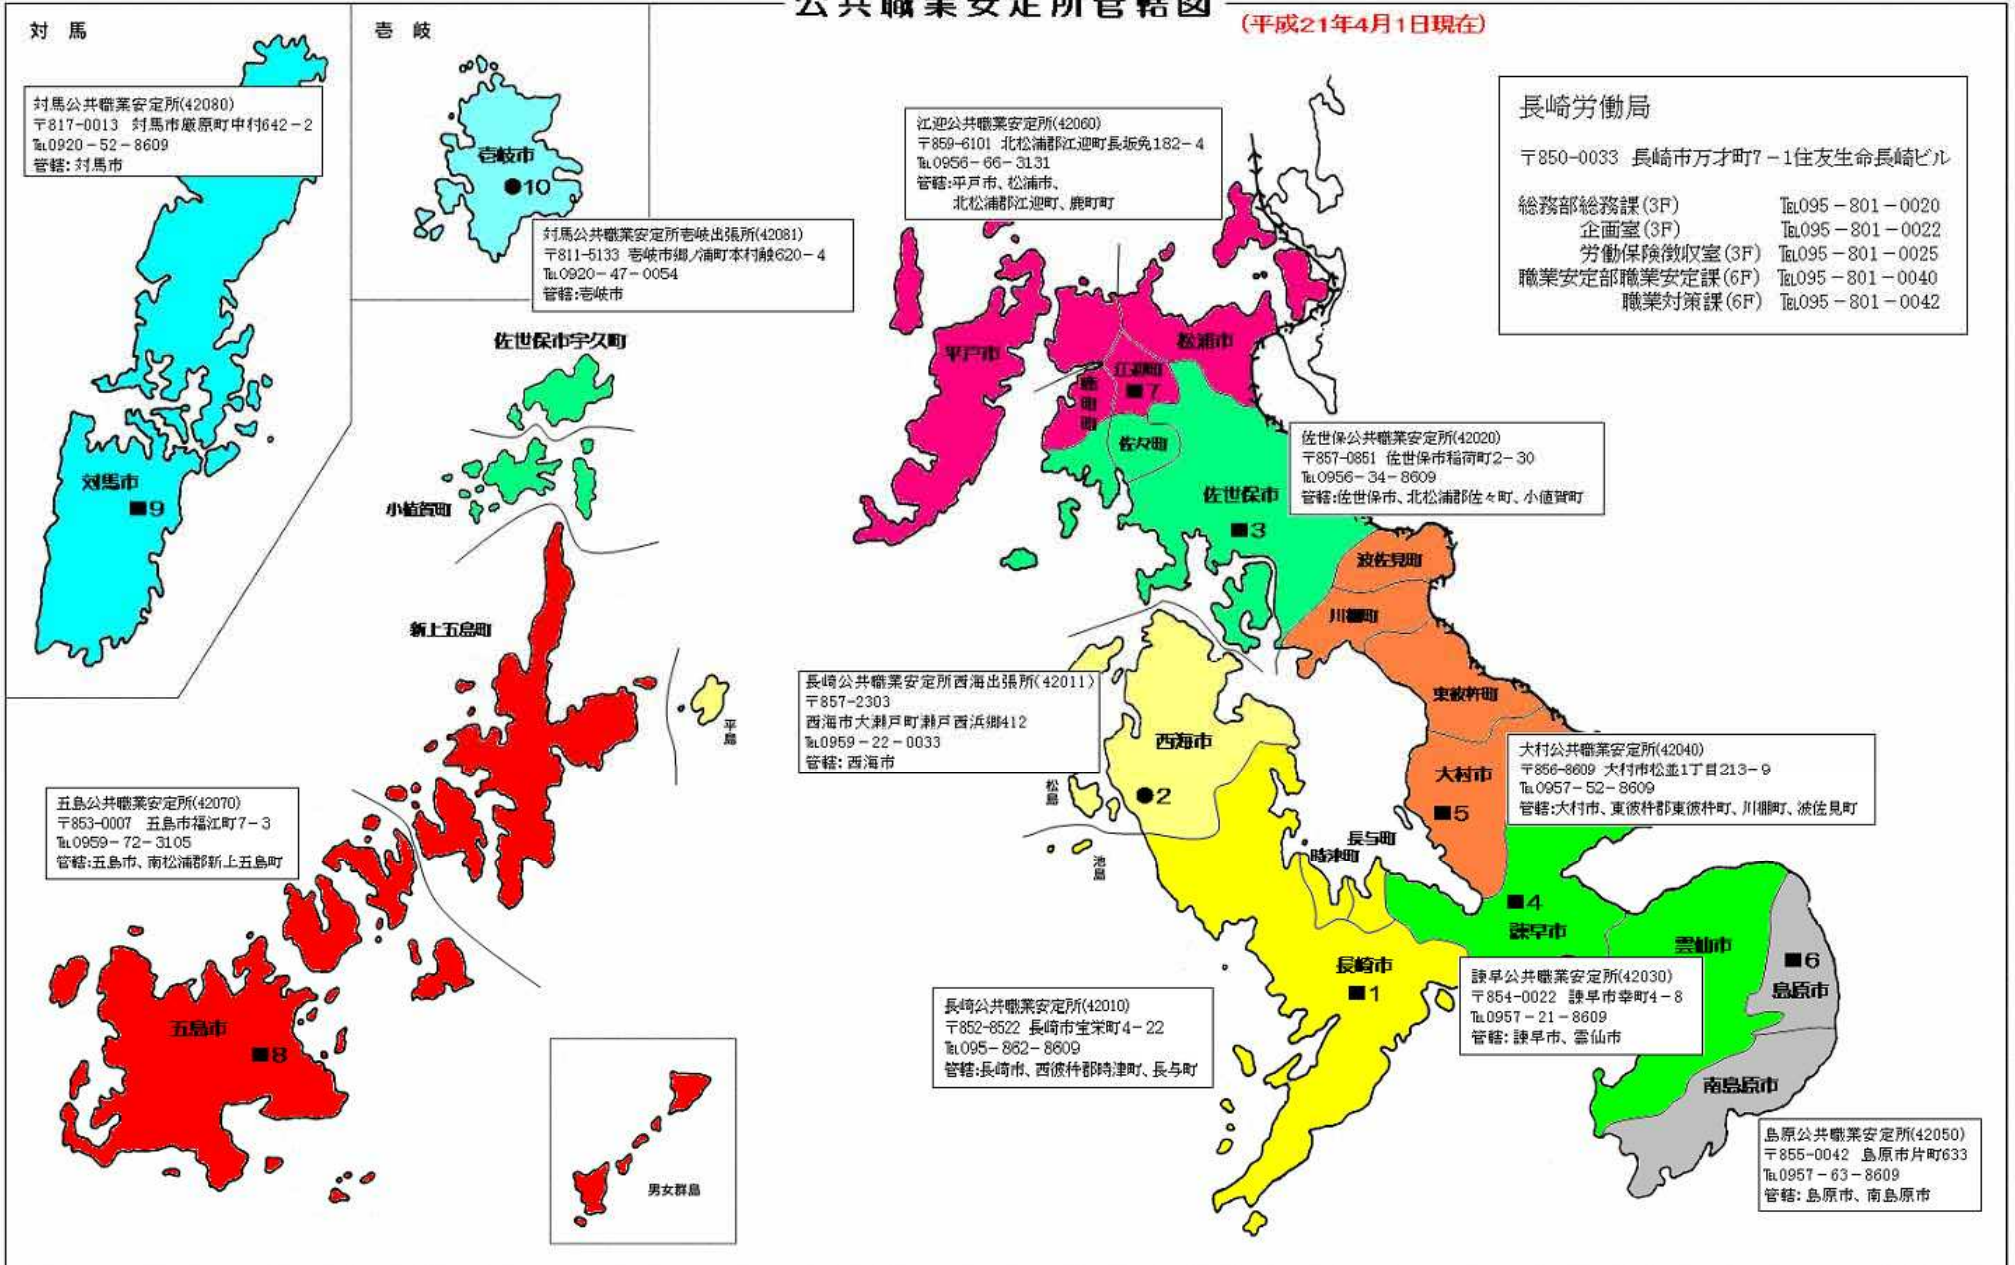 公共職業安定所管轄図
(平成21年4月1日現在)
対馬
対馬公共職業安定所(42080)
〒817-0013 対馬市厳原町中村642-2
℡0920-52-8609
管轄:対馬市
対馬市
■9
壱岐
壱岐市
●10
対馬公共職業安定所壱岐出張所(42081)
〒811-5133 壱岐市郷ノ浦町本村触620-4
℡0920-47-0054
管轄:壱岐市
江迎公共職業安定所(42060)
〒859-6101 北松浦郡江迎町長坂免182-4
℡0956-66-3131
管轄:平戸市、松浦市、
北松浦郡江迎町、鹿町町
長崎労働局
〒850-0033 長崎市万才町7-1住友生命長崎ビル
総務部総務課(3F) ℡095-801-0020
企画室(3F) ℡095-801-0022
労働保険徴収室(3F) ℡095-801-0025
職業安定部職業安定課(6F) ℡095-801-0040
職業対策課(6F) ℡095-801-0042
佐世保市宇久町
小値賀町
新上五島町
平島
平戸市
松浦市
江迎町
■7
鹿町町
佐々町
佐世保市
■3
佐世保公共職業安定所(42020)
〒857-0851 佐世保市稲荷町2-30
℡0956-34-8609
管轄:佐世保市、北松浦郡佐々町、小値賀町
波佐見町
川棚町
東彼杵町
大村市
■5
大村公共職業安定所(42040)
〒856-8609 大村市松並1丁目213-9
℡0957-52-8609
管轄:大村市、東彼杵郡東彼杵町、川棚町、波佐見町
長崎公共職業安定所西海出張所(42011)
〒857-2303
西海市大瀬戸町瀬戸西浜郷412
℡0959-22-0033
管轄:西海市
西海市
●2
松島
池島
長与町
時津町
五島公共職業安定所(42070)
〒853-0007 五島市福江町7-3
℡0959-72-3105
管轄:五島市、南松浦郡新上五島町
五島市
■8
男女群島
長崎市
■1
長崎公共職業安定所(42010)
〒852-8522 長崎市宝栄町4-22
℡095-862-8609
管轄:長崎市、西彼杵郡時津町、長与町
■4
諫早市
諫早公共職業安定所(42030)
〒854-0022 諫早市幸町4-8
℡0957-21-8609
管轄:諫早市、雲仙市
雲仙市
■6
島原市
南島原市
島原公共職業安定所(42050)
〒855-0042 島原市片町633
℡0957-63-8609
管轄:島原市、南島原市